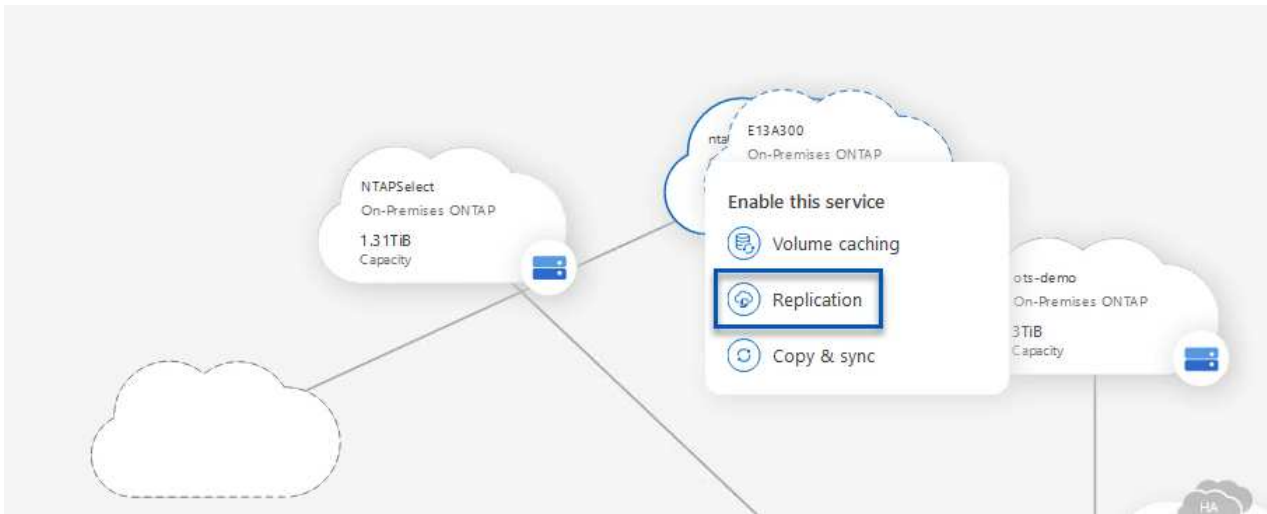 NTAPSelect
On-Premises ONTAP
1.31TiB
Capacity
E13A300
On-Premises ONTAP
Enable this service
Volume caching
Replication
Copy & sync
ots-demo
On-Premises ONTAP
3TiB
Capacity
HA